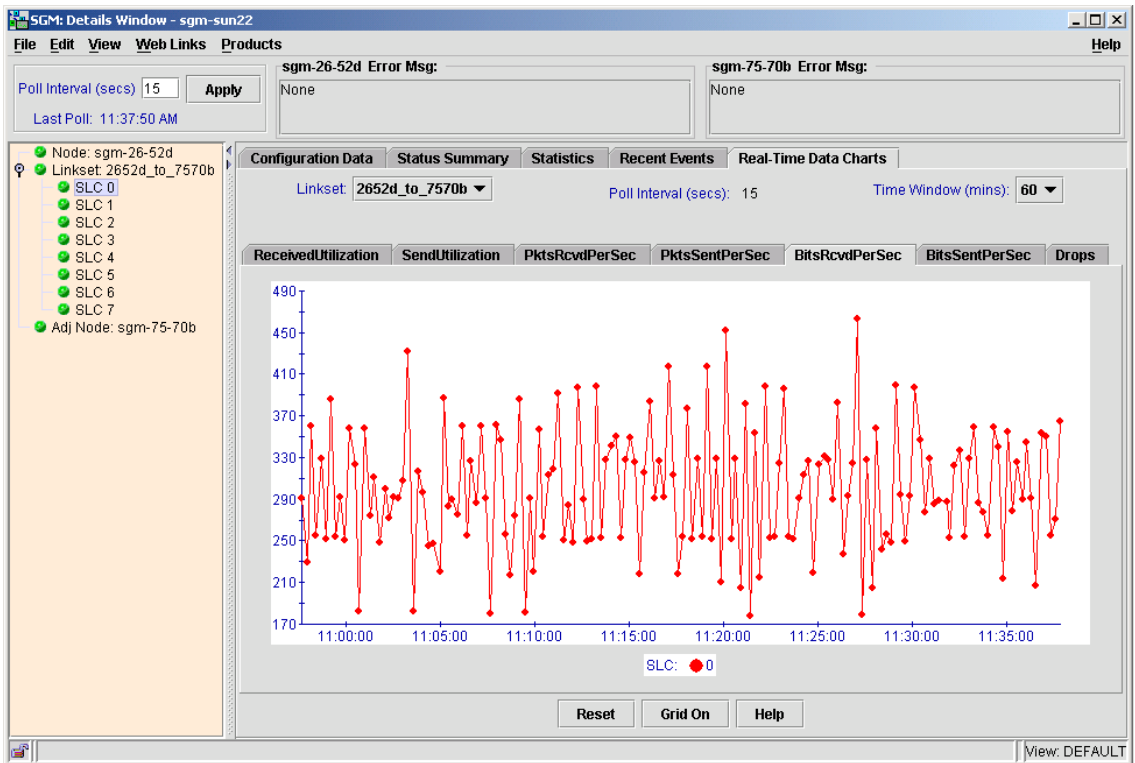 SGM: Details Window - sgm-sun22
File Edit View Web Links Products Help
sgm-26-52d Error Msg: sgm-75-70b Error Msg:
Poll Interval (secs) 15 Apply None None
Last Poll: 11:37:50 AM
Node: sgm-26-52d
Linkset: 2652d_to_7570b
SLC 0
SLC 1
SLC 2
SLC 3
SLC 4
SLC 5
SLC 6
SLC 7
Adj Node: sgm-75-70b
Configuration Data Status Summary Statistics Recent Events Real-Time Data Charts
Linkset: 2652d_to_7570b Poll Interval (secs): 15 Time Window (mins): 60
ReceivedUtilization SendUtilization PktsRcvdPerSec PktsSentPerSec BitsRcvdPerSec BitsSentPerSec Drops
490
450
410
370
330
290
250
210
170
11:00:00 11:05:00 11:10:00 11:15:00 11:20:00 11:25:00 11:30:00 11:35:00
SLC: 0
Reset Grid On Help
View: DEFAULT